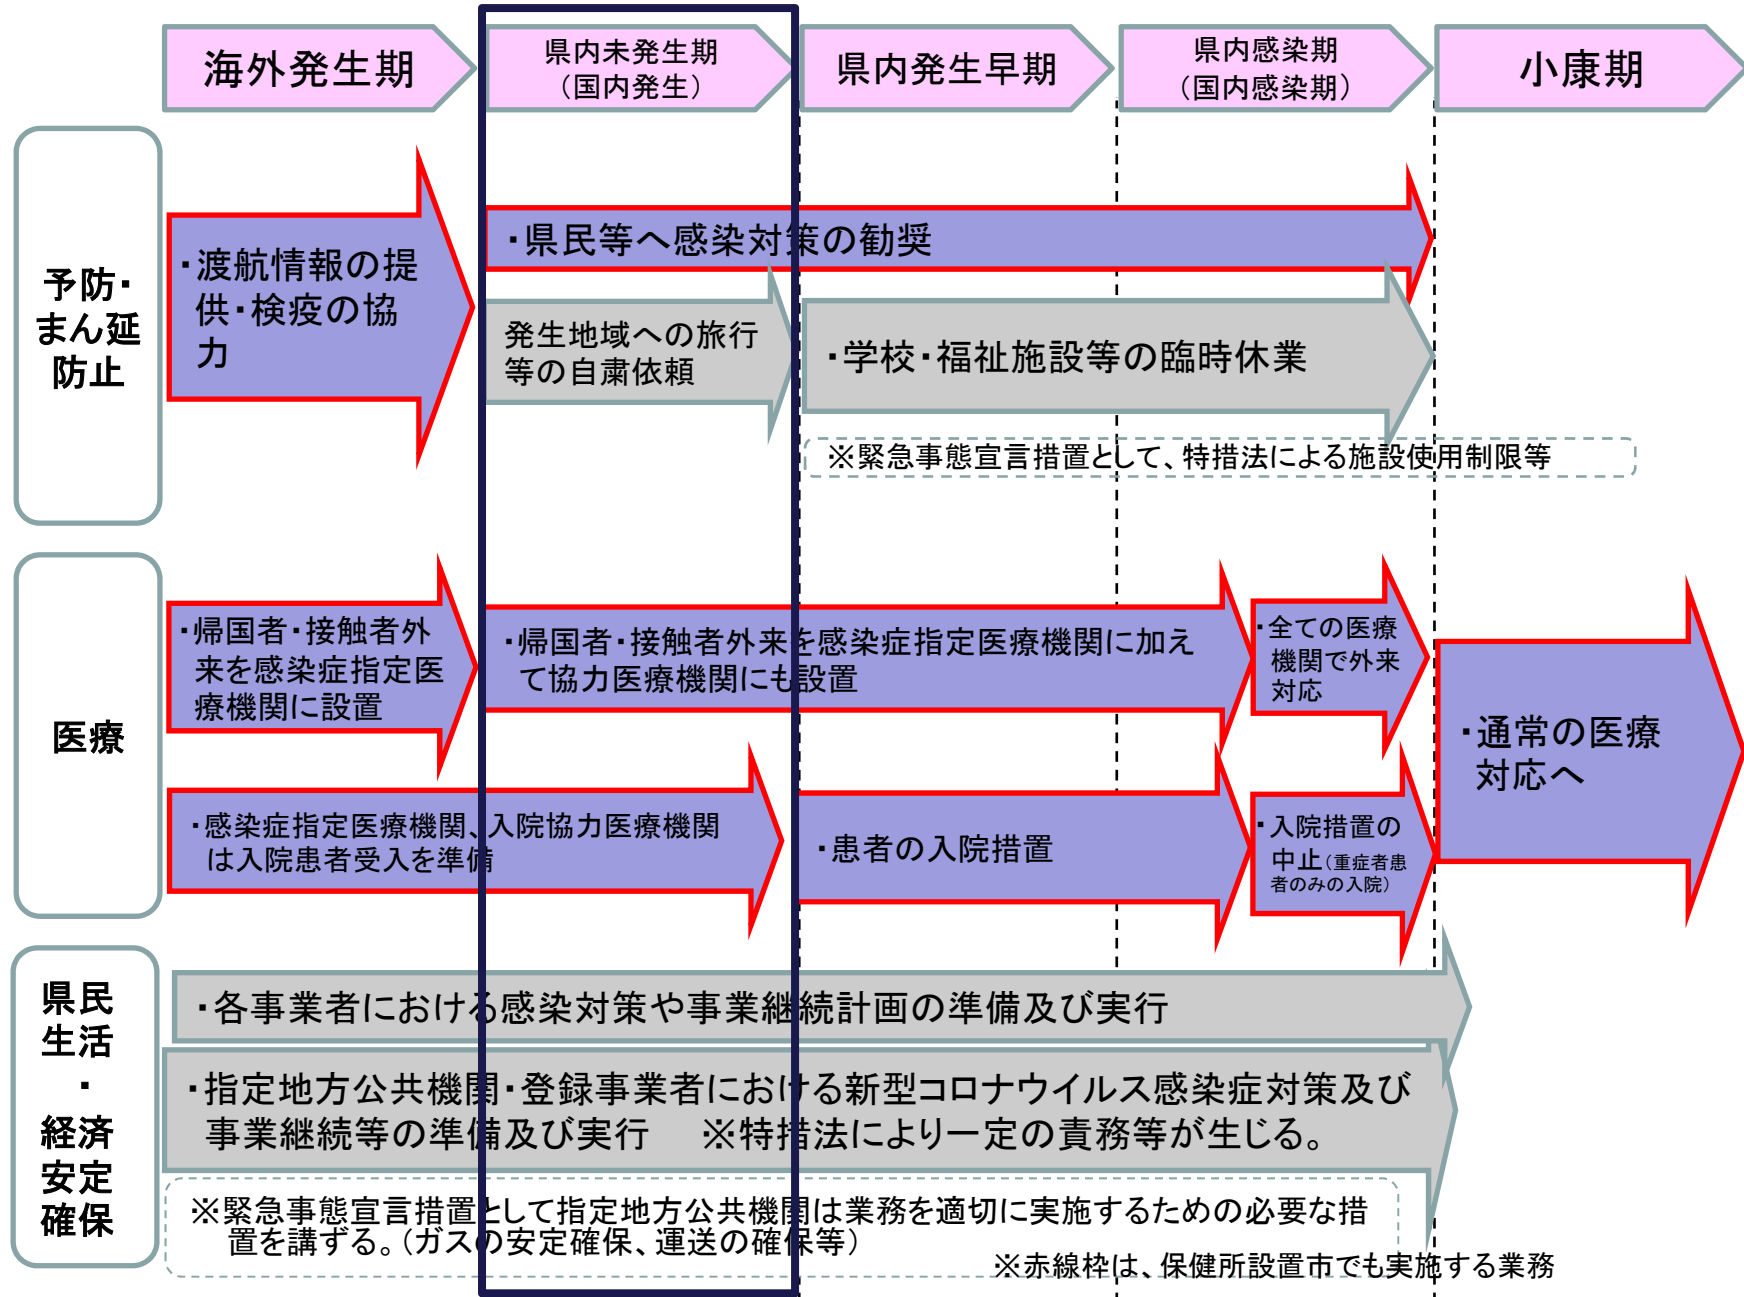 海外発生期
県内未発生期
（国内発生）
県内発生早期
県内感染期
（国内感染期）
小康期
予防・
まん延
防止
・渡航情報の提
供・検疫の協
力
・県民等へ感染対策の勧奨
発生地域への旅行
等の自粛依頼
・学校・福祉施設等の臨時休業
※緊急事態宣言措置として、特措法による施設使用制限等
医療
・帰国者・接触者外
来を感染症指定医
療機関に設置
・帰国者・接触者外来を感染症指定医療機関に加え
て協力医療機関にも設置
・全ての医療
機関で外来
対応
・感染症指定医療機関、入院協力医療機関
は入院患者受入を準備
・患者の入院措置
・入院措置の
中止（重症者患
者のみの入院）
・通常の医療
対応へ
県民
生活
・
経済
安定
確保
・各事業者における感染対策や事業継続計画の準備及び実行
・指定地方公共機関・登録事業者における新型コロナウイルス感染症対策及び
事業継続等の準備及び実行　※特措法により一定の責務等が生じる。
※緊急事態宣言措置として指定地方公共機関は業務を適切に実施するための必要な措
置を講ずる。（ガスの安定確保、運送の確保等）
※赤線枠は、保健所設置市でも実施する業務